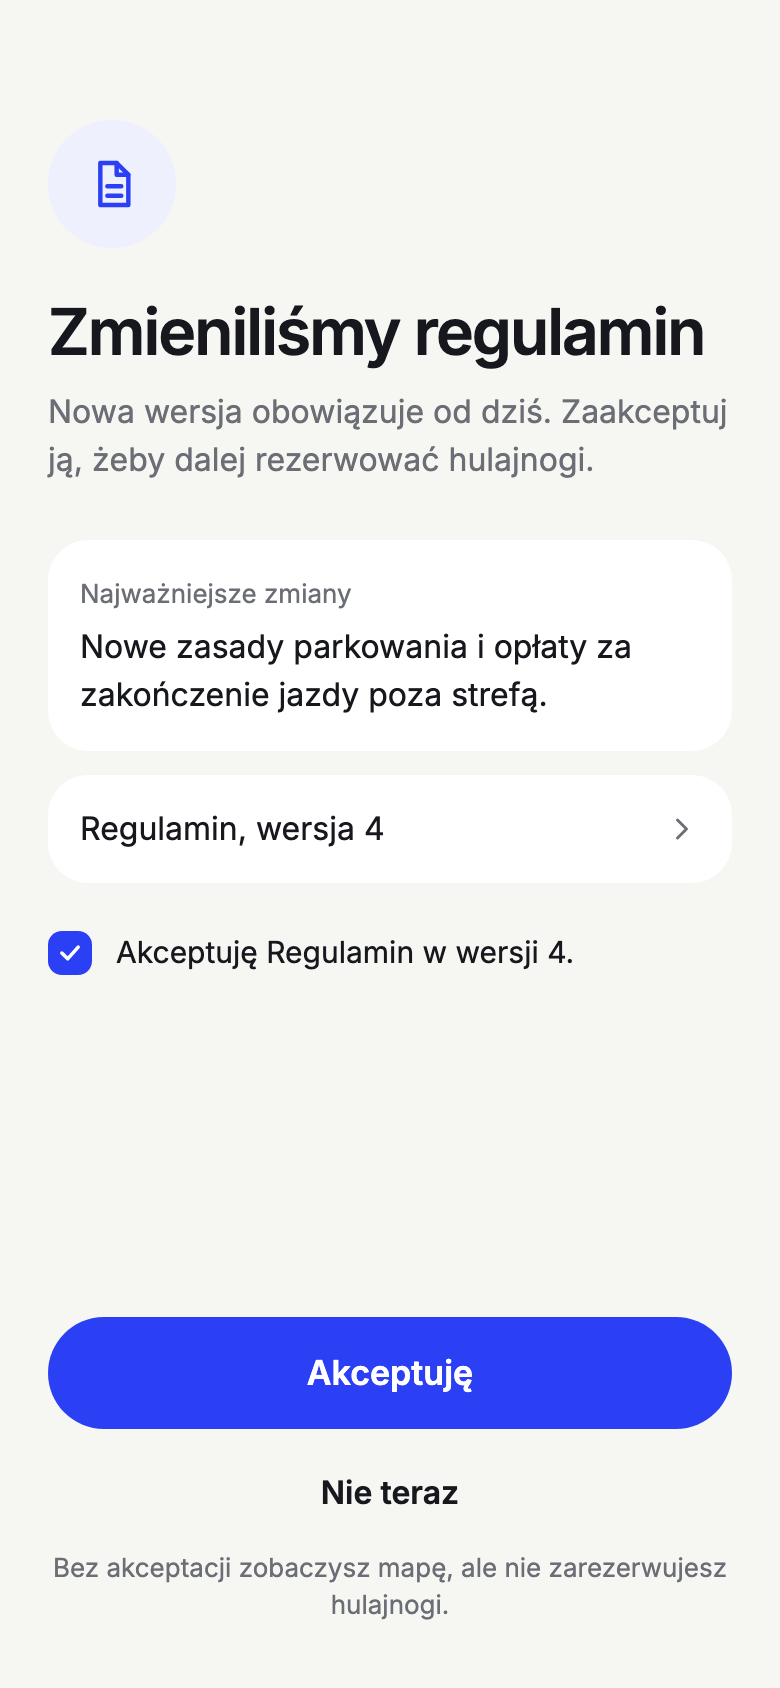 Zmieniliśmy regulamin
Nowa wersja obowiązuje od dziś. Zaakceptuj
ją, żeby dalej rezerwować hulajnogi.
Najważniejsze zmiany
Nowe zasady parkowania i opłaty za
zakończenie jazdy poza strefą.
Regulamin, wersja 4
Akceptuję Regulamin w wersji 4.
Akceptuję
Nie teraz
Bez akceptacji zobaczysz mapę, ale nie zarezerwujesz
hulajnogi.